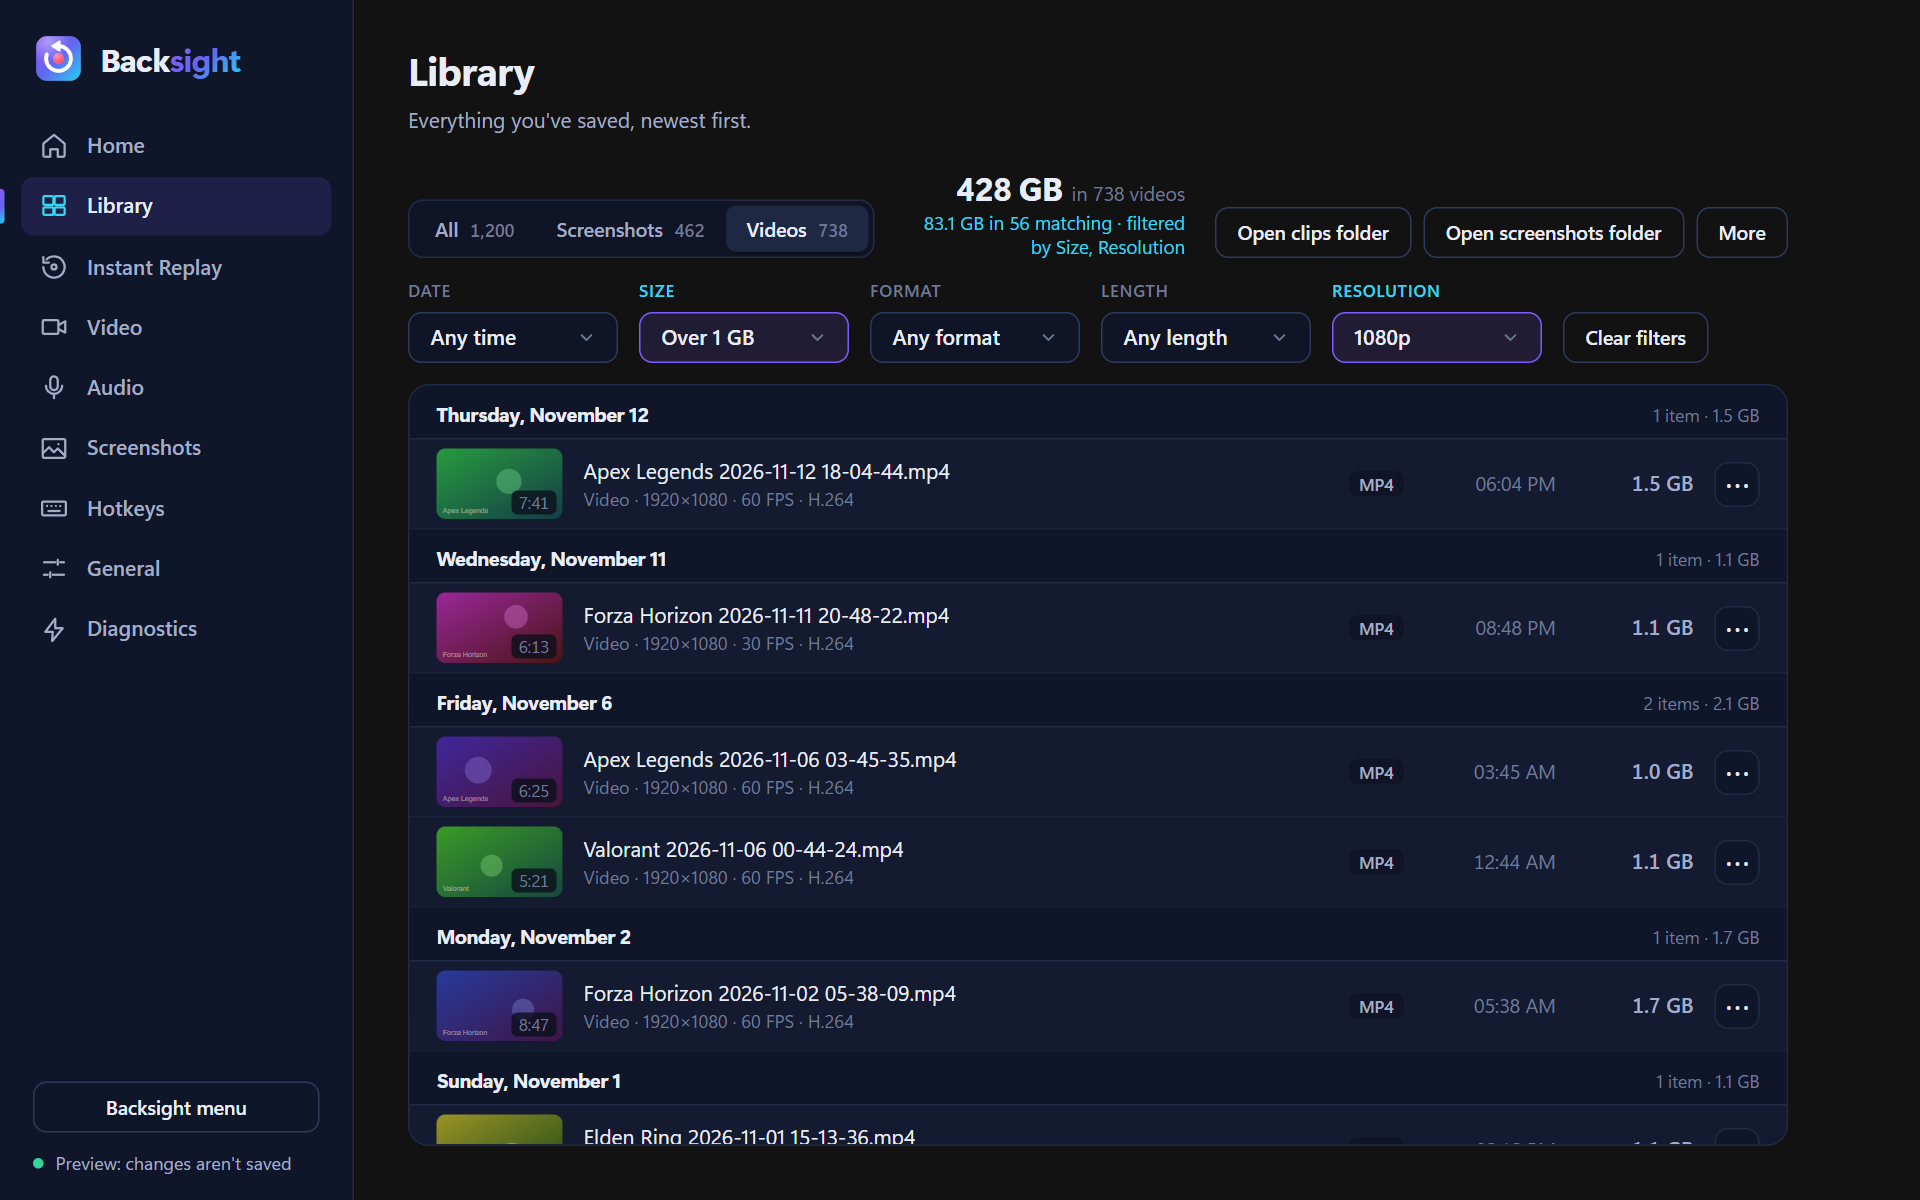 Backsight
Home
Library
Instant Replay
Video
Audio
Screenshots
Hotkeys
General
Diagnostics
Backsight menu
Preview: changes aren't saved
Library
Everything you've saved, newest first.
All 1,200 Screenshots 462 Videos 738
428 GB in 738 videos
83.1 GB in 56 matching · filtered
by Size, Resolution
Open clips folder Open screenshots folder More
DATE SIZE FORMAT LENGTH RESOLUTION
Any time Over 1 GB Any format Any length 1080p Clear filters
Thursday, November 12 1 item · 1.5 GB
Apex Legends 7:41
Apex Legends 2026-11-12 18-04-44.mp4
Video · 1920×1080 · 60 FPS · H.264
MP4 06:04 PM 1.5 GB
Wednesday, November 11 1 item · 1.1 GB
Forza Horizon 6:13
Forza Horizon 2026-11-11 20-48-22.mp4
Video · 1920×1080 · 30 FPS · H.264
MP4 08:48 PM 1.1 GB
Friday, November 6 2 items · 2.1 GB
Apex Legends 6:25
Apex Legends 2026-11-06 03-45-35.mp4
Video · 1920×1080 · 60 FPS · H.264
MP4 03:45 AM 1.0 GB
Valorant 5:21
Valorant 2026-11-06 00-44-24.mp4
Video · 1920×1080 · 60 FPS · H.264
MP4 12:44 AM 1.1 GB
Monday, November 2 1 item · 1.7 GB
Forza Horizon 8:47
Forza Horizon 2026-11-02 05-38-09.mp4
Video · 1920×1080 · 60 FPS · H.264
MP4 05:38 AM 1.7 GB
Sunday, November 1 1 item · 1.1 GB
Elden Ring 2026-11-01 15-13-36.mp4